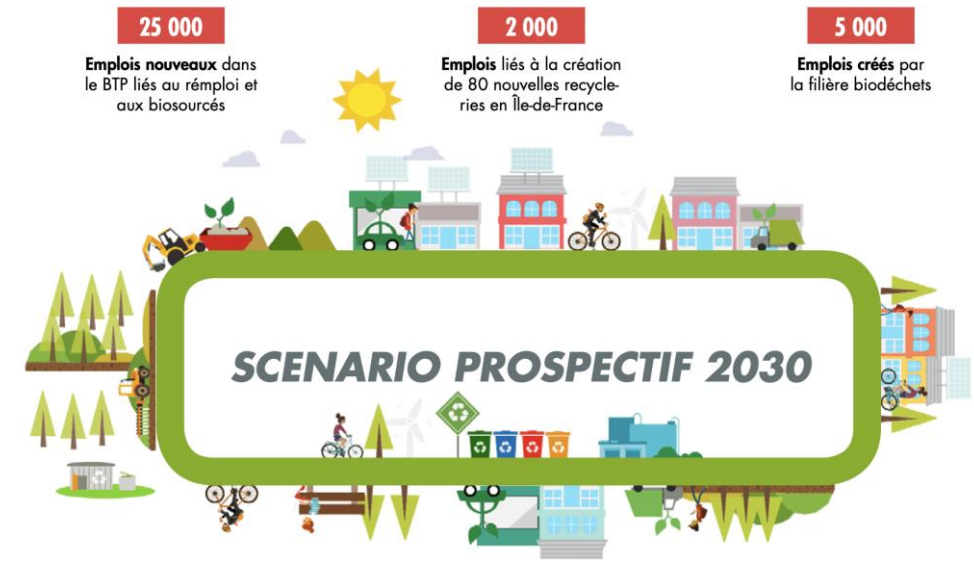 25 000
Emplois nouveaux dans
le BTP liés au rémploi et
aux biosourcés
2 000
Emplois liés à la création
de 80 nouvelles recycle-
ries en Île-de-France
5 000
Emplois créés par
la filière biodéchets
SCENARIO PROSPECTIF 2030